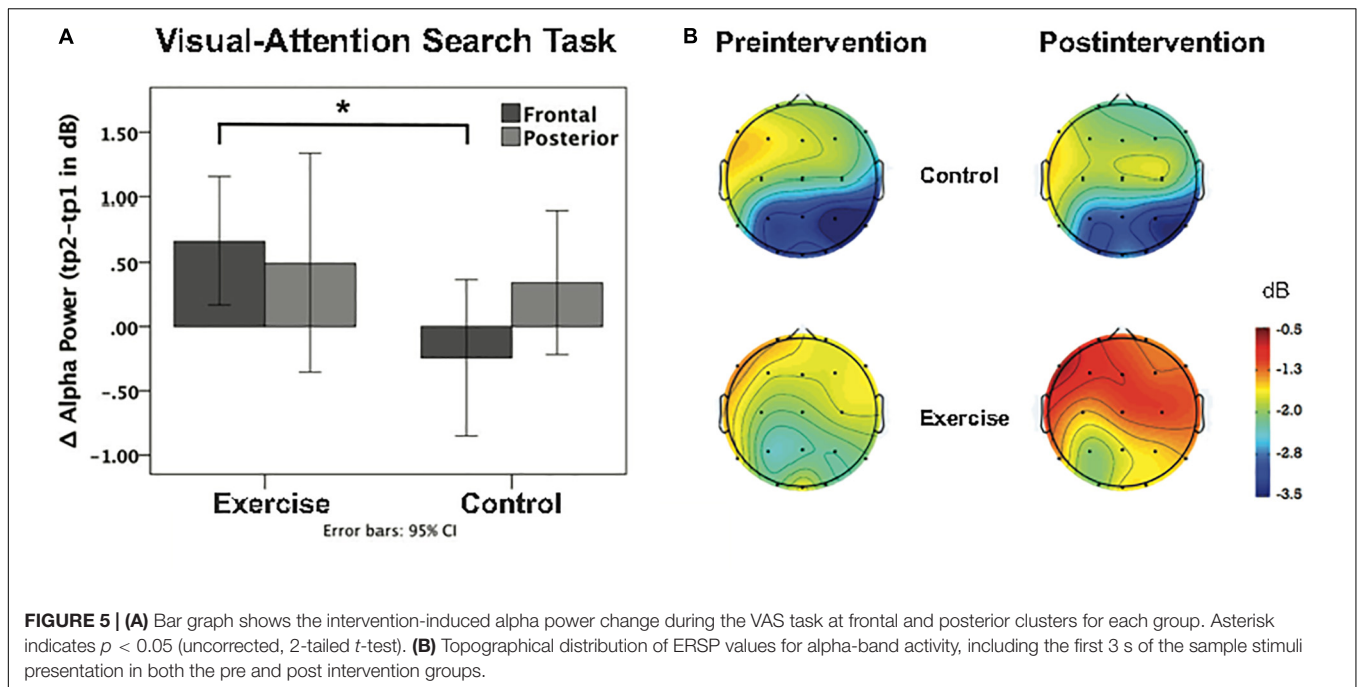 A
Visual-Attention Search Task
Δ Alpha Power (tp2-tp1 in dB)
1.50
1.00
.50
.00
-.50
-1.00
*
Frontal
Posterior
Exercise
Control
Error bars: 95% CI
B
Preintervention
Postintervention
Control
Exercise
dB
-0.5
-1.3
-2.0
-2.8
-3.5
FIGURE 5 | (A) Bar graph shows the intervention-induced alpha power change during the VAS task at frontal and posterior clusters for each group. Asterisk
indicates p < 0.05 (uncorrected, 2-tailed t-test). (B) Topographical distribution of ERSP values for alpha-band activity, including the first 3 s of the sample stimuli
presentation in both the pre and post intervention groups.